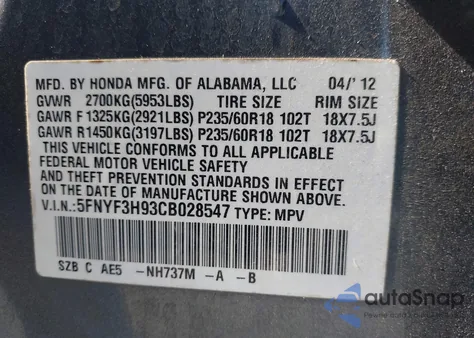 MFD. BY HONDA MFG. OF ALABAMA, LLC 04/'12
GVWR 2700KG(5953LBS) TIRE SIZE RIM SIZE
GAWR F 1325KG(2921LBS) P235/60R18 102T 18X7.5J
GAWR R1450KG(3197LBS) P235/60R18 102T 18X7.5J
THIS VEHICLE CONFORMS TO ALL APPLICABLE
FEDERAL MOTOR VEHICLE SAFETY
AND THEFT PREVENTION STANDARDS IN EFFECT
ON THE DATE OF MANUFACTURE SHOWN ABOVE.
V.I.N.:5FNYF3H93CB028547 TYPE: MPV
SZB C AE5 -NH737M -A -B
autoSnap